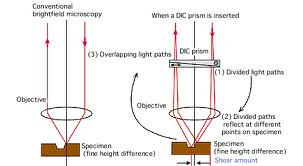 Conventional
brightfield microscopy
When a DIC prism is inserted
(3) Overlapping light paths
DIC prism
(1) Divided light paths
Objective
Objective
(2) Divided paths
reflect at different
points on specimen
Specimen
(fine height difference)
Specimen
(fine height difference)
Shear amount